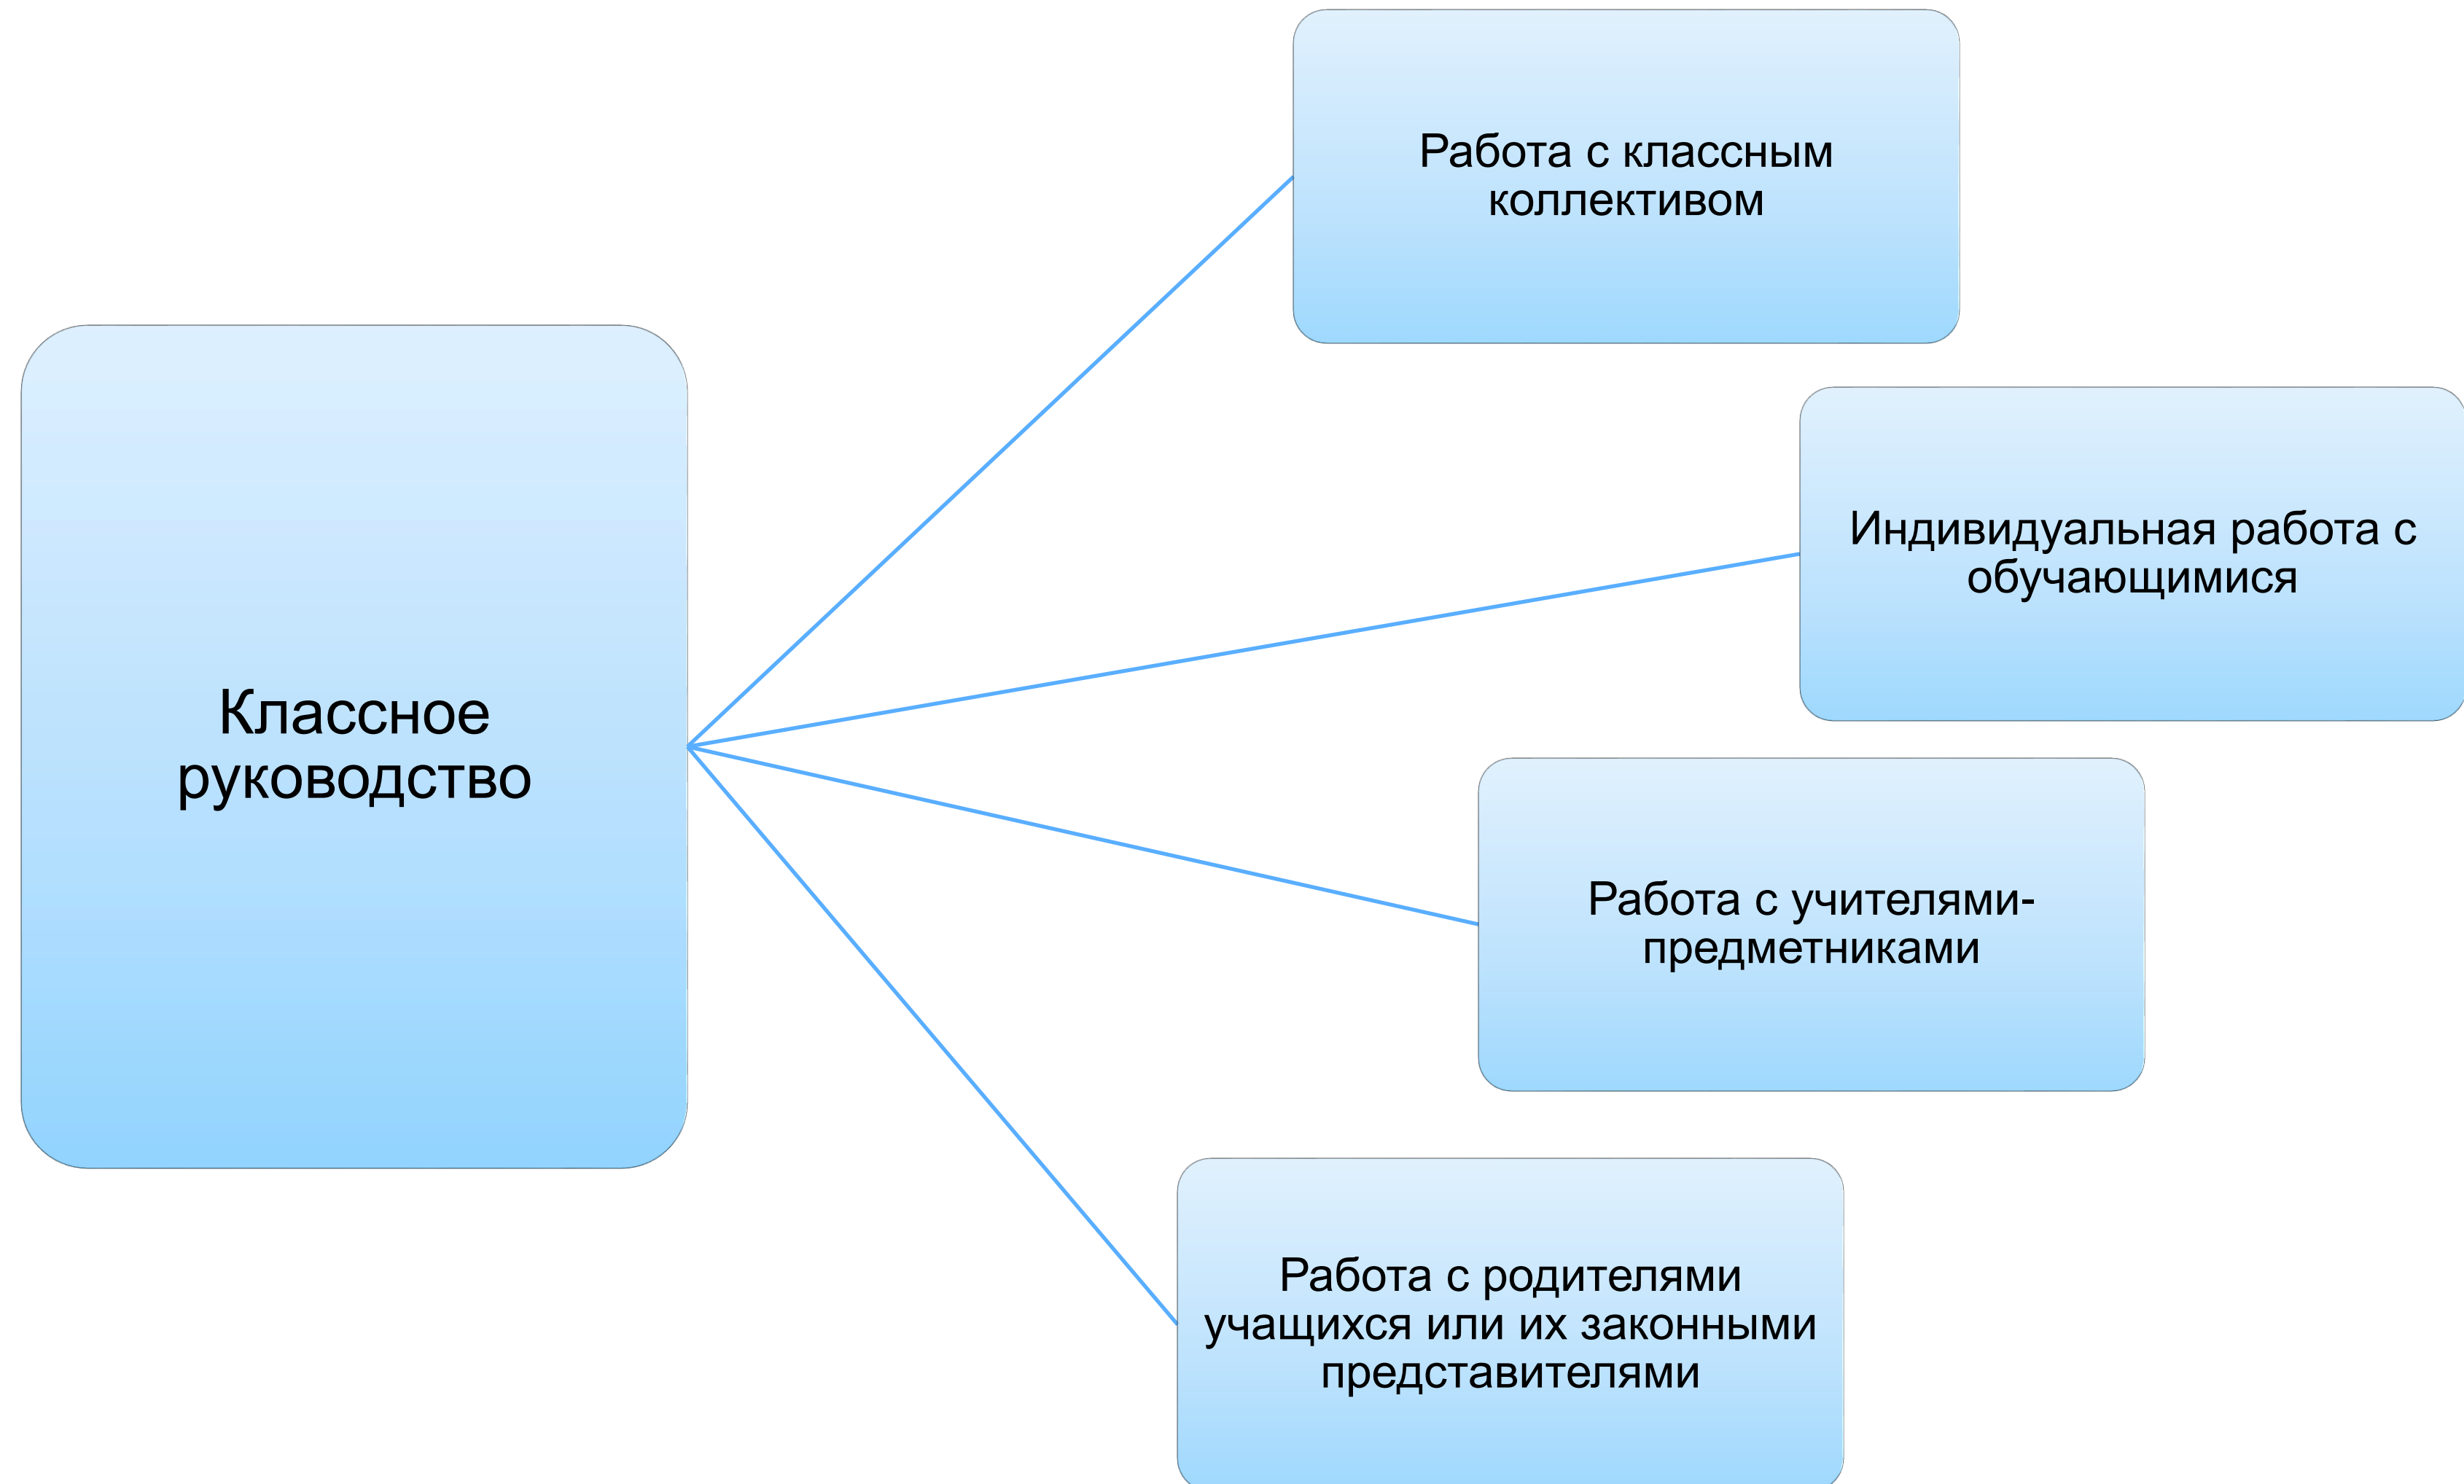 Классное
руководство
Работа с классным
коллективом
Индивидуальная работа с
обучающимися
Работа с учителями-
предметниками
Работа с родителями
учащихся или их законными
представителями